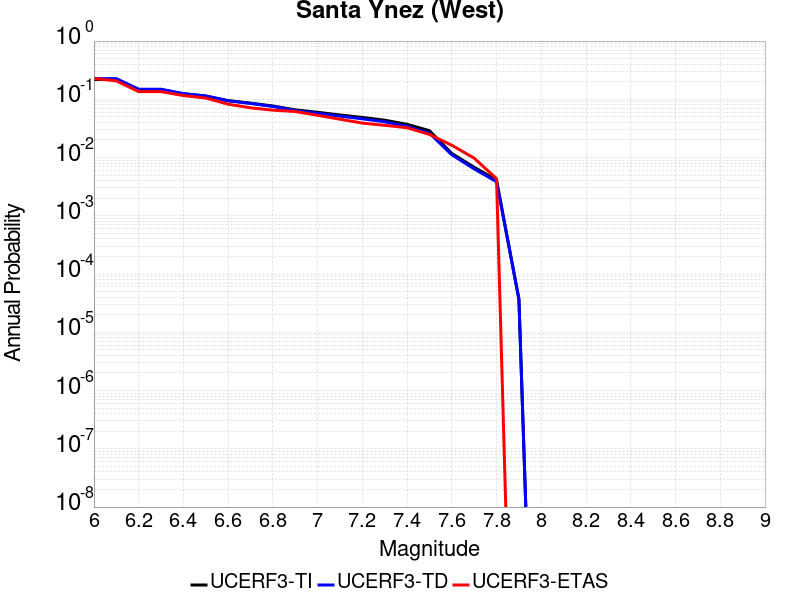 Santa Ynez (West)
10^0
10^-1
10^-2
10^-3
10^-4
10^-5
10^-6
10^-7
10^-8
Annual Probability
6 6.2 6.4 6.6 6.8 7 7.2 7.4 7.6 7.8 8 8.2 8.4 8.6 8.8 9
Magnitude
UCERF3-TI UCERF3-TD UCERF3-ETAS